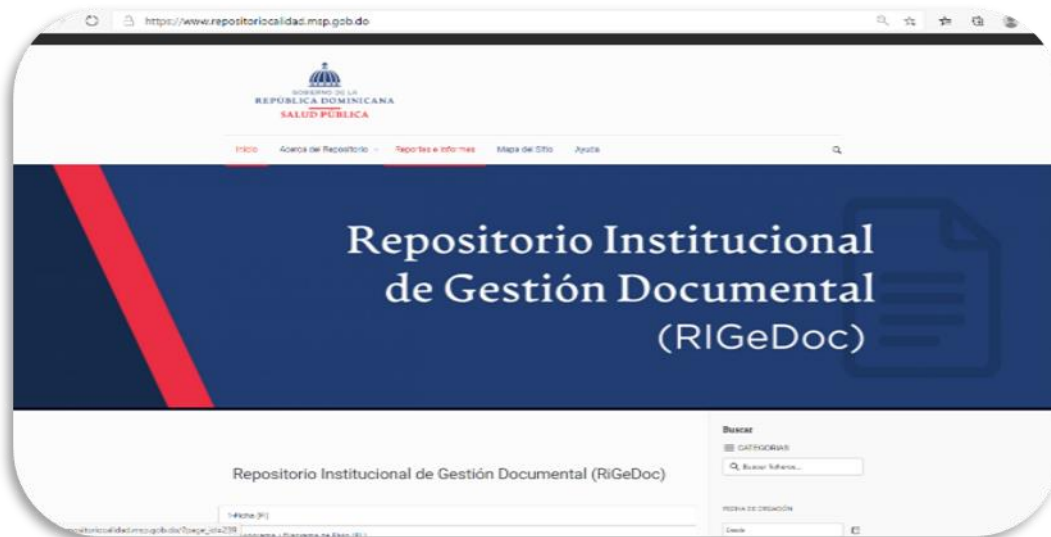 https://www.repositoriocalidad.msp.gob.do
GOBIERNO DE LA
REPÚBLICA DOMINICANA
SALUD PÚBLICA
Inicio Acerca del Repositorio Reportes e Informes Mapa del Sitio Ayuda
Repositorio Institucional
de Gestión Documental
(RIGeDoc)
Buscar
CATEGORIAS
Buscar ficheros...
Repositorio Institucional de Gestión Documental (RiGeDoc)
FECHA DE CREACIÓN
Desde